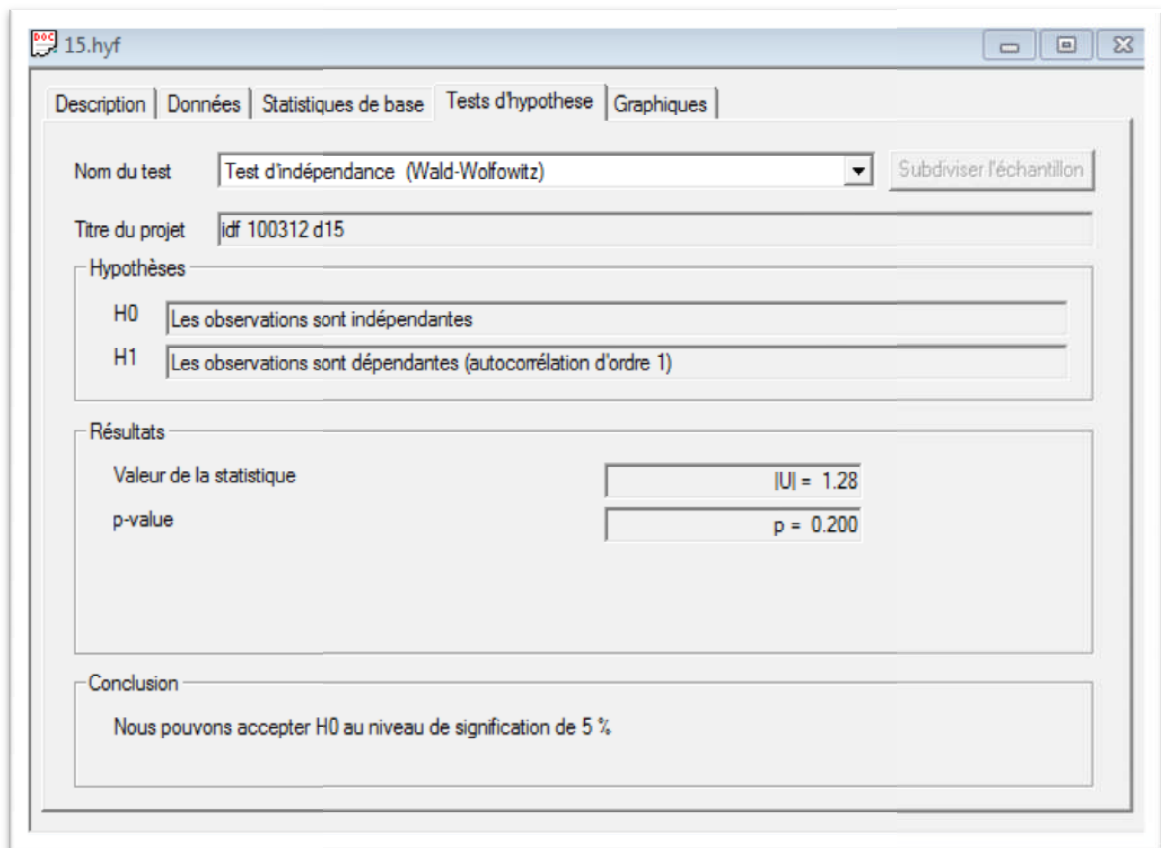 DOC 15.hyf
Description Données Statistiques de base Tests d'hypothese Graphiques
Nom du test Test d'indépendance (Wald-Wolfowitz) Subdiviser l'échantillon
Titre du projet idf 100312 d15
Hypothèses
H0 Les observations sont indépendantes
H1 Les observations sont dépendantes (autocorrélation d'ordre 1)
Résultats
Valeur de la statistique |U| = 1.28
p-value p = 0.200
Conclusion
Nous pouvons accepter H0 au niveau de signification de 5 %